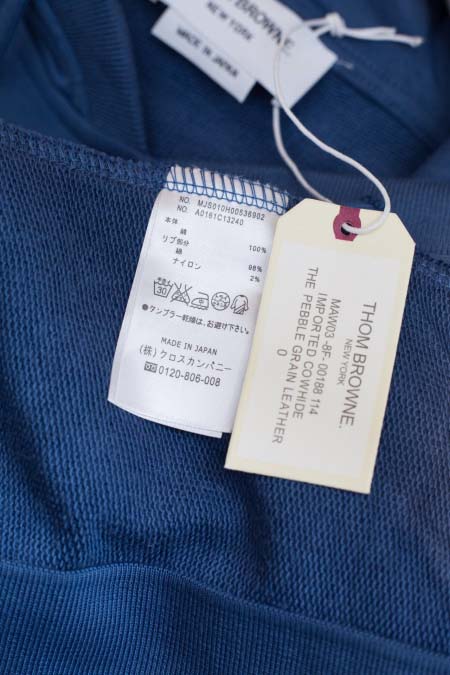 THOM BROWNE.
NEW YORK
MADE IN JAPAN
NO. MJS010H00536902
NO. A0161C13240
本体
綿 100%
リブ部分
綿 98%
ナイロン 2%
30
●タンブラー乾燥は、お避け下さい。
MADE IN JAPAN
(株)クロスカンパニー
0120-806-008
THOM BROWNE.
NEW YORK
MAW03 -8F- 00188 114
IMPORTED COWHIDE
THE PEBBLE GRAIN LEATHER
0